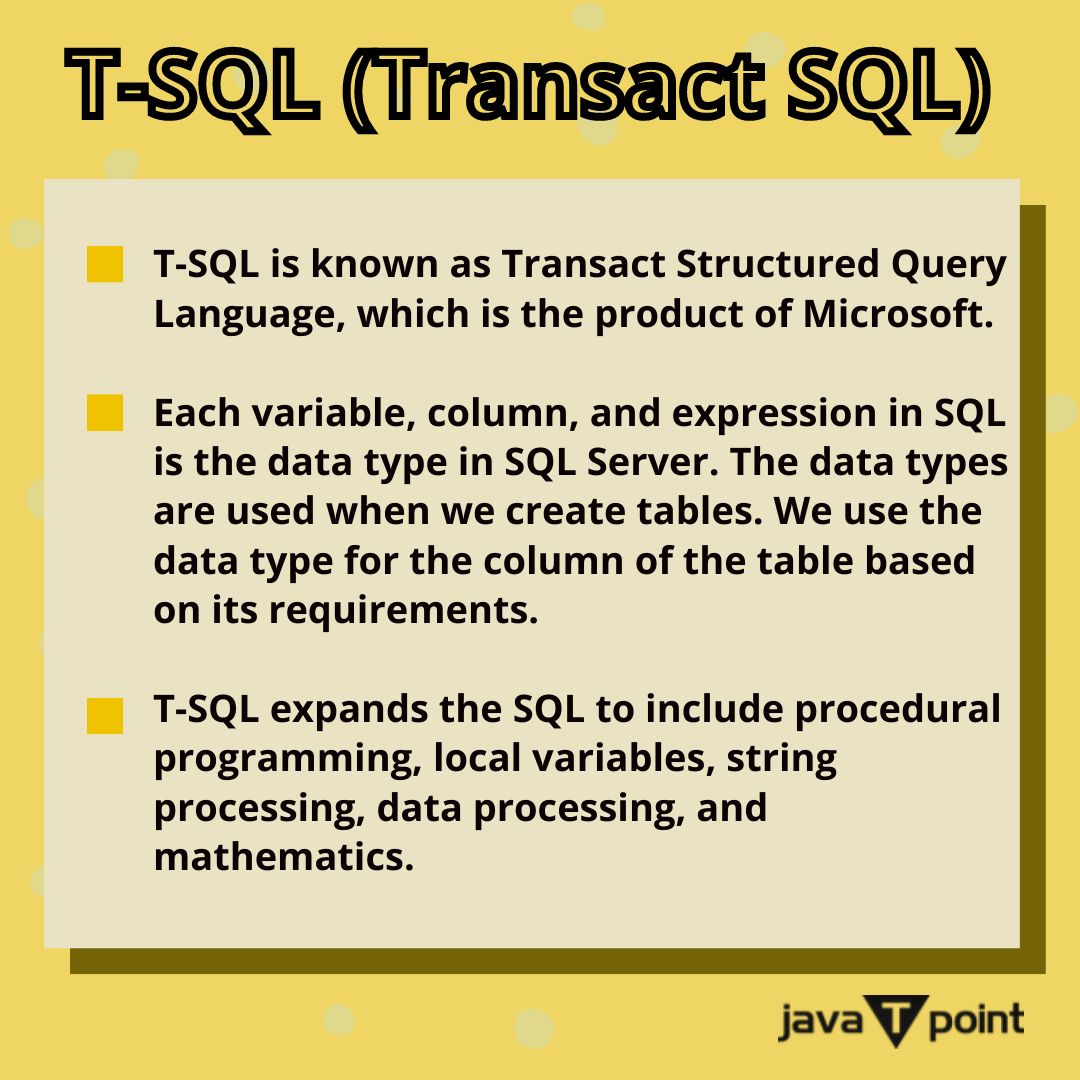 T-SQL (Transact SQL)
T-SQL is known as Transact Structured Query
Language, which is the product of Microsoft.
Each variable, column, and expression in SQL
is the data type in SQL Server. The data types
are used when we create tables. We use the
data type for the column of the table based
on its requirements.
T-SQL expands the SQL to include procedural
programming, local variables, string
processing, data processing, and
mathematics.
java T point